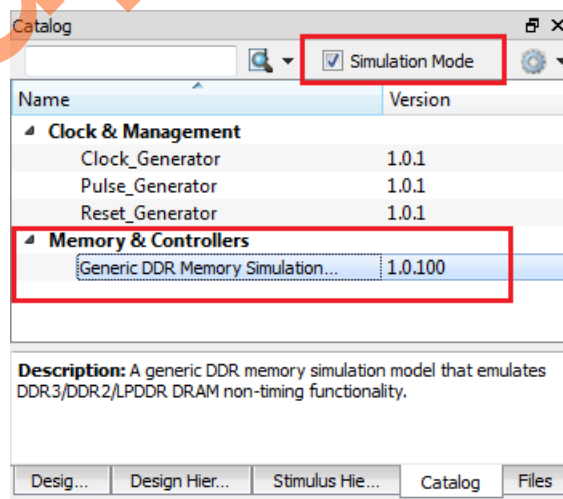 Catalog
Simulation Mode
Name Version
Clock & Management
Clock_Generator 1.0.1
Pulse_Generator 1.0.1
Reset_Generator 1.0.1
Memory & Controllers
Generic DDR Memory Simulation... 1.0.100
Description: A generic DDR memory simulation model that emulates
DDR3/DDR2/LPDDR DRAM non-timing functionality.
Desig... Design Hier... Stimulus Hie... Catalog Files